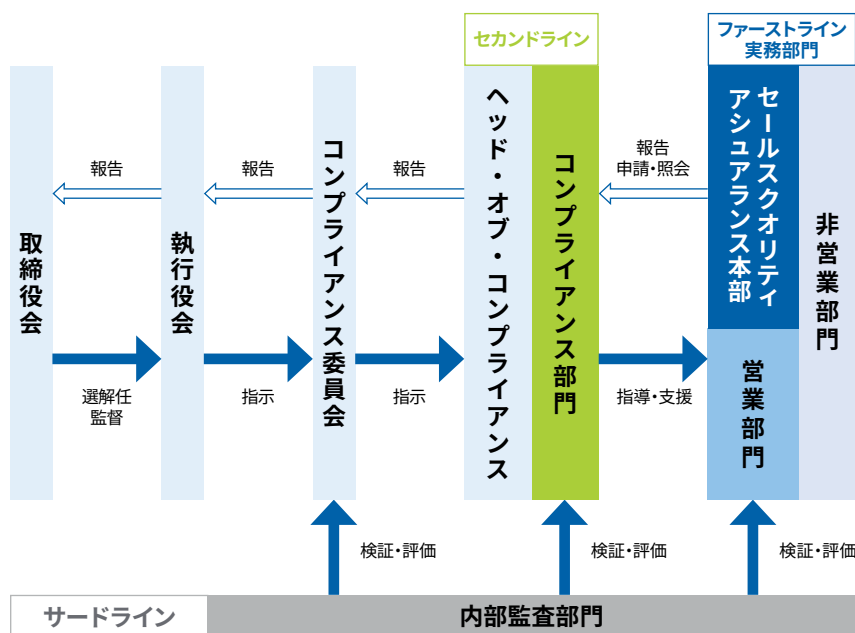 セカンドライン
ファーストライン
実務部門
取締役会
報告
選解任
監督
執行役会
報告
指示
コンプライアンス委員会
報告
指示
ヘッド・オブ・コンプライアンス
コンプライアンス部門
報告
申請・照会
指導・支援
セールスクオリティ
アシュアランス本部
営業部門
非営業部門
検証・評価
検証・評価
検証・評価
サードライン
内部監査部門